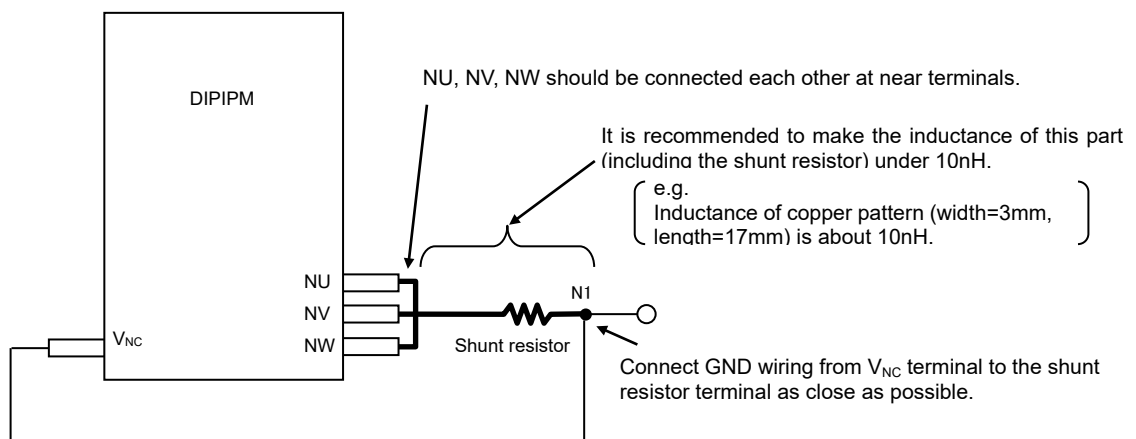 NU, NV, NW should be connected each other at near terminals.
DIPIPM
It is recommended to make the inductance of this part
(including the shunt resistor) under 10nH.
e.g.
Inductance of copper pattern (width=3mm,
length=17mm) is about 10nH.
NU
N1
NV
VNC
NW
Shunt resistor
Connect GND wiring from VNC terminal to the shunt
resistor terminal as close as possible.